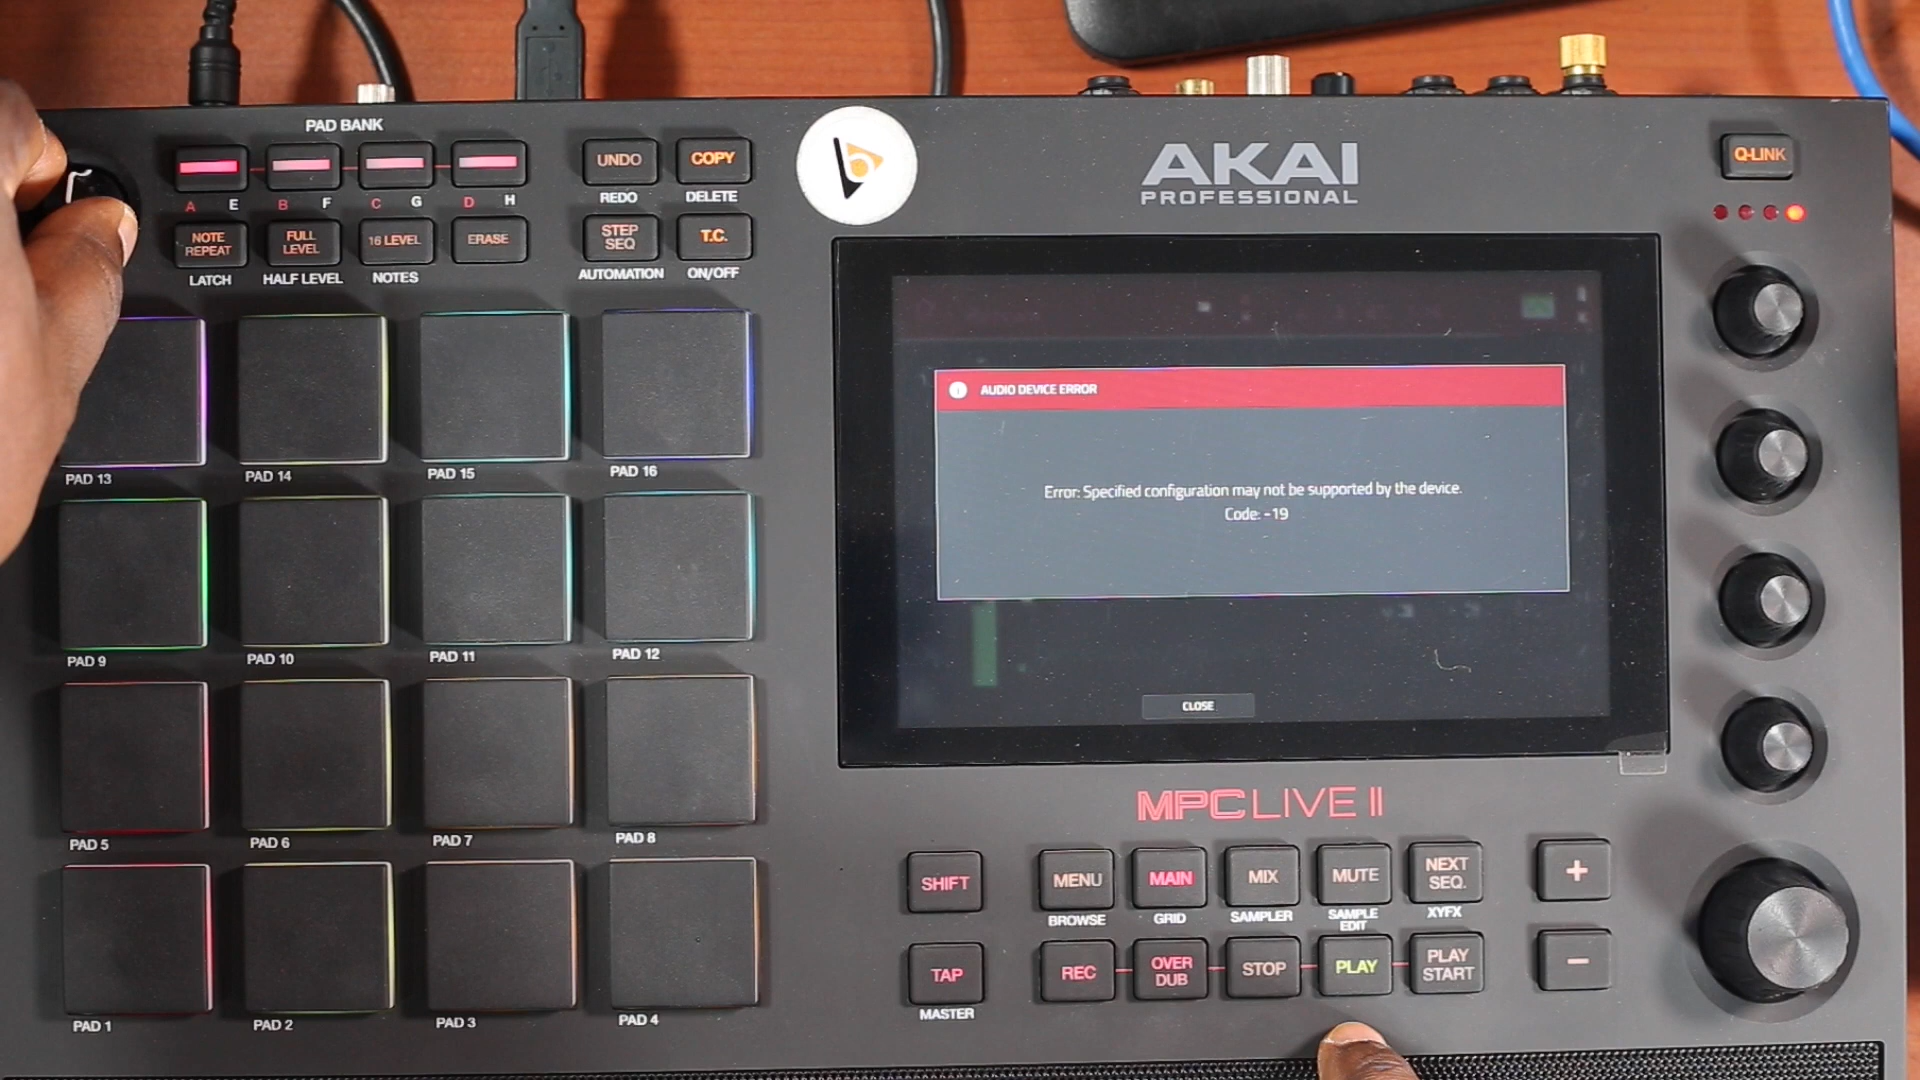 PAD BANK
A E B F C G D H
UNDO COPY
REDO DELETE
NOTE REPEAT
FULL LEVEL
16 LEVEL
ERASE
STEP SEQ
T.C.
LATCH HALF LEVEL NOTES
AUTOMATION ON/OFF
AKAI
PROFESSIONAL
Q-LINK
AUDIO DEVICE ERROR
Error: Specified configuration may not be supported by the device.
Code: -19
CLOSE
PAD 13 PAD 14 PAD 15 PAD 16
PAD 9 PAD 10 PAD 11 PAD 12
PAD 5 PAD 6 PAD 7 PAD 8
PAD 1 PAD 2 PAD 3 PAD 4
MPC LIVE II
SHIFT
MENU MAIN MIX MUTE
NEXT SEQ.
+
BROWSE GRID SAMPLER
SAMPLE EDIT
XYFX
TAP
REC
OVER DUB
STOP PLAY
PLAY START
−
MASTER